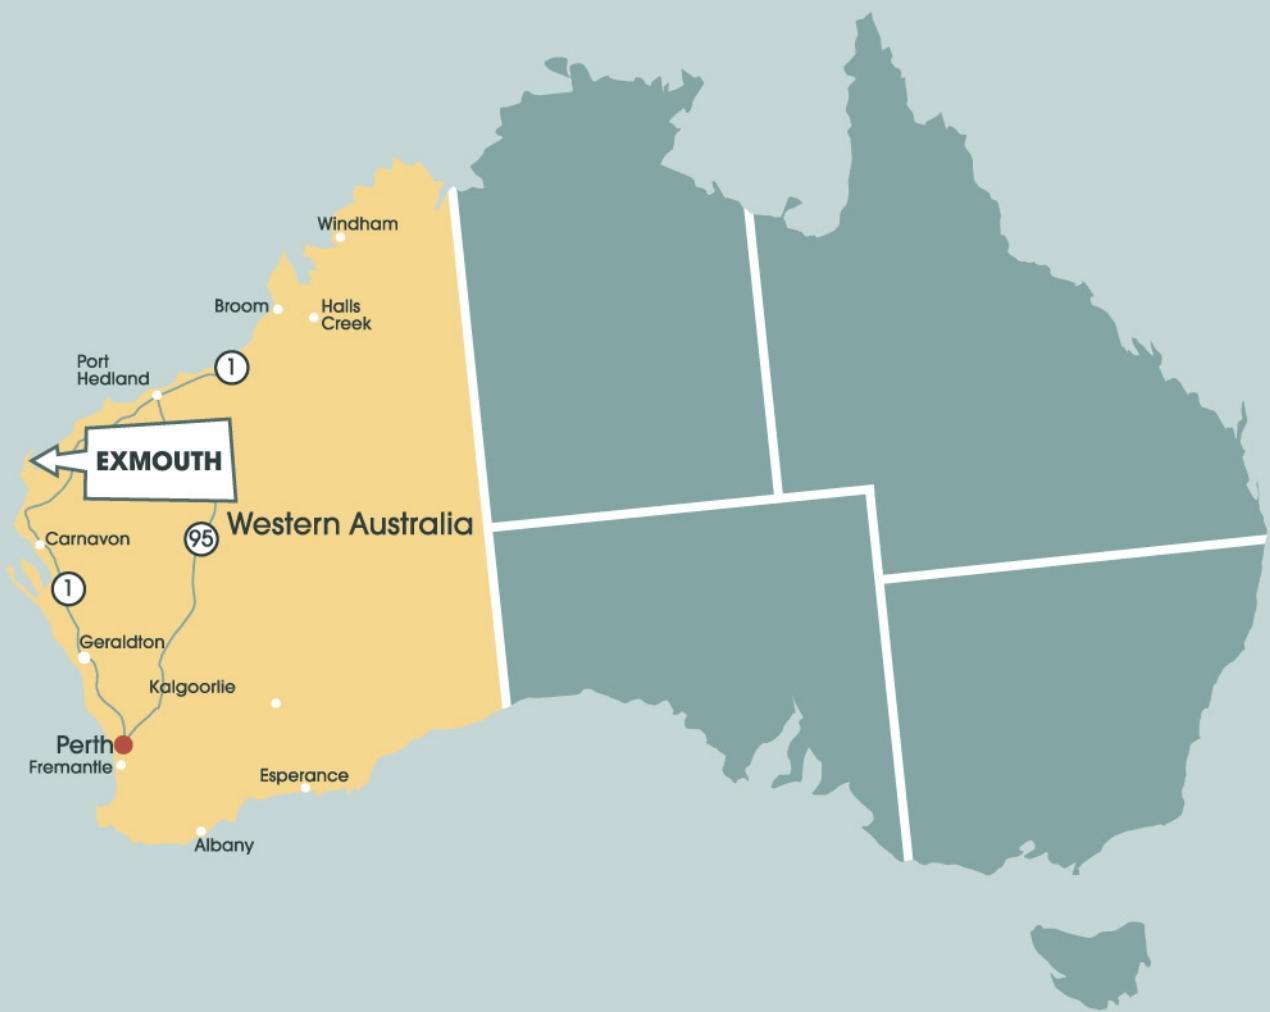 Windham
Broom
Halls
Creek
1
Port
Hedland
EXMOUTH
Western Australia
95
Carnavon
1
Geraldton
Kalgoorlie
Perth
Fremantle
Esperance
Albany